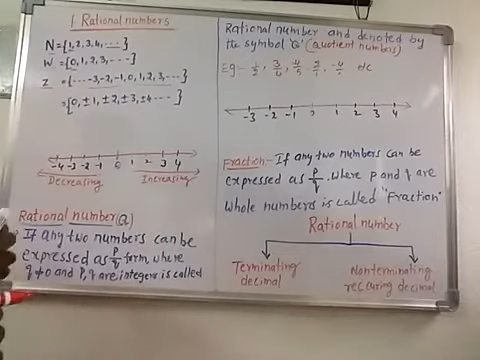 1 Rational numbers
N={1,2,3,4,...}
W={0,1,2,3,...}
Z={...-3,-2,-1,0,1,2,3,...}
={0,±1,±2,±3,±4...}
-4 -3 -2 -1 0 1 2 3 4
Decreasing Increasing
Rational number(Q)
If any two numbers can be
expressed as p/q form where
q≠0 and p,q are integers is called
Rational number and denoted by
the symbol 'Q' (quotient numbers)
Eg:- 1/2, 3/4, 4/5, 2/1, -4/1 etc
-3 -2 -1 0 1 2 3 4
Fraction:- If any two numbers can be
expressed as p/q, where p and q are
whole numbers is called "Fraction"
Rational number
Terminating
decimal
Nonterminating
recuring decimal